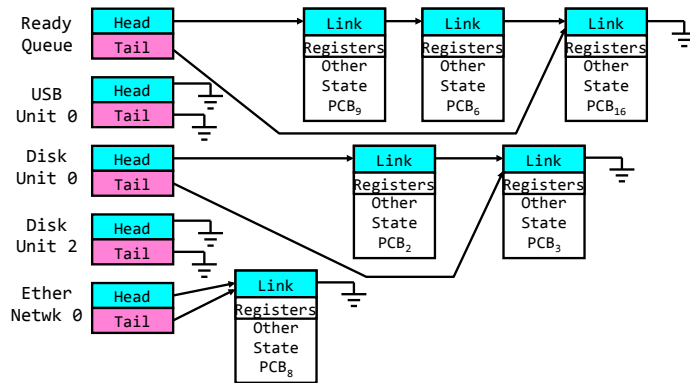 Ready
Queue
Head
Tail
Link
Registers
Other
State
PCB9
Link
Registers
Other
State
PCB6
Link
Registers
Other
State
PCB16
USB
Unit 0
Head
Tail
Disk
Unit 0
Head
Tail
Link
Registers
Other
State
PCB2
Link
Registers
Other
State
PCB3
Disk
Unit 2
Head
Tail
Ether
Netwk 0
Head
Tail
Link
Registers
Other
State
PCB8